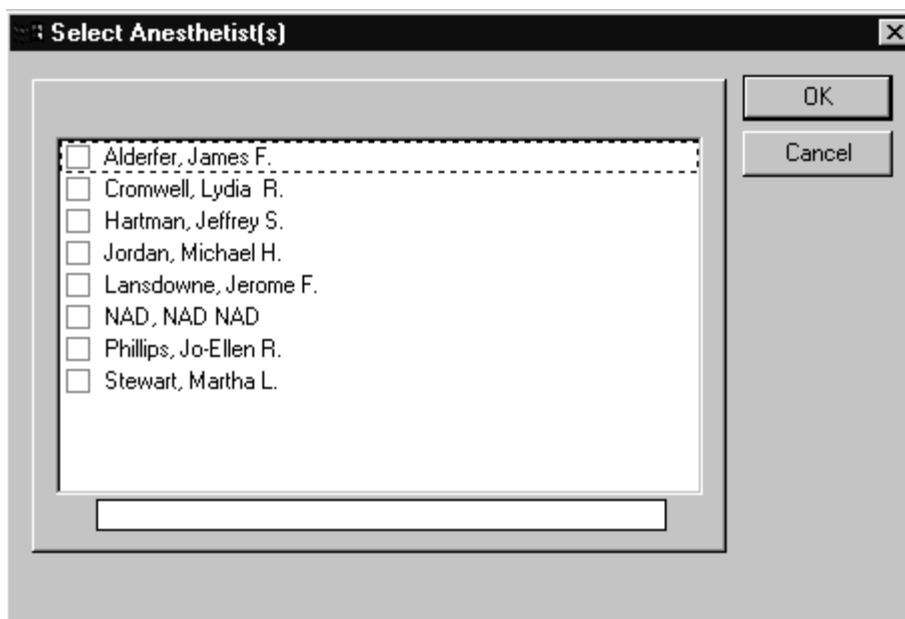 Select Anesthetist(s)
OK
Cancel
Alderfer, James F.
Cromwell, Lydia  R.
Hartman, Jeffrey S.
Jordan, Michael H.
Lansdowne, Jerome F.
NAD, NAD NAD
Phillips, Jo-Ellen R.
Stewart, Martha L.